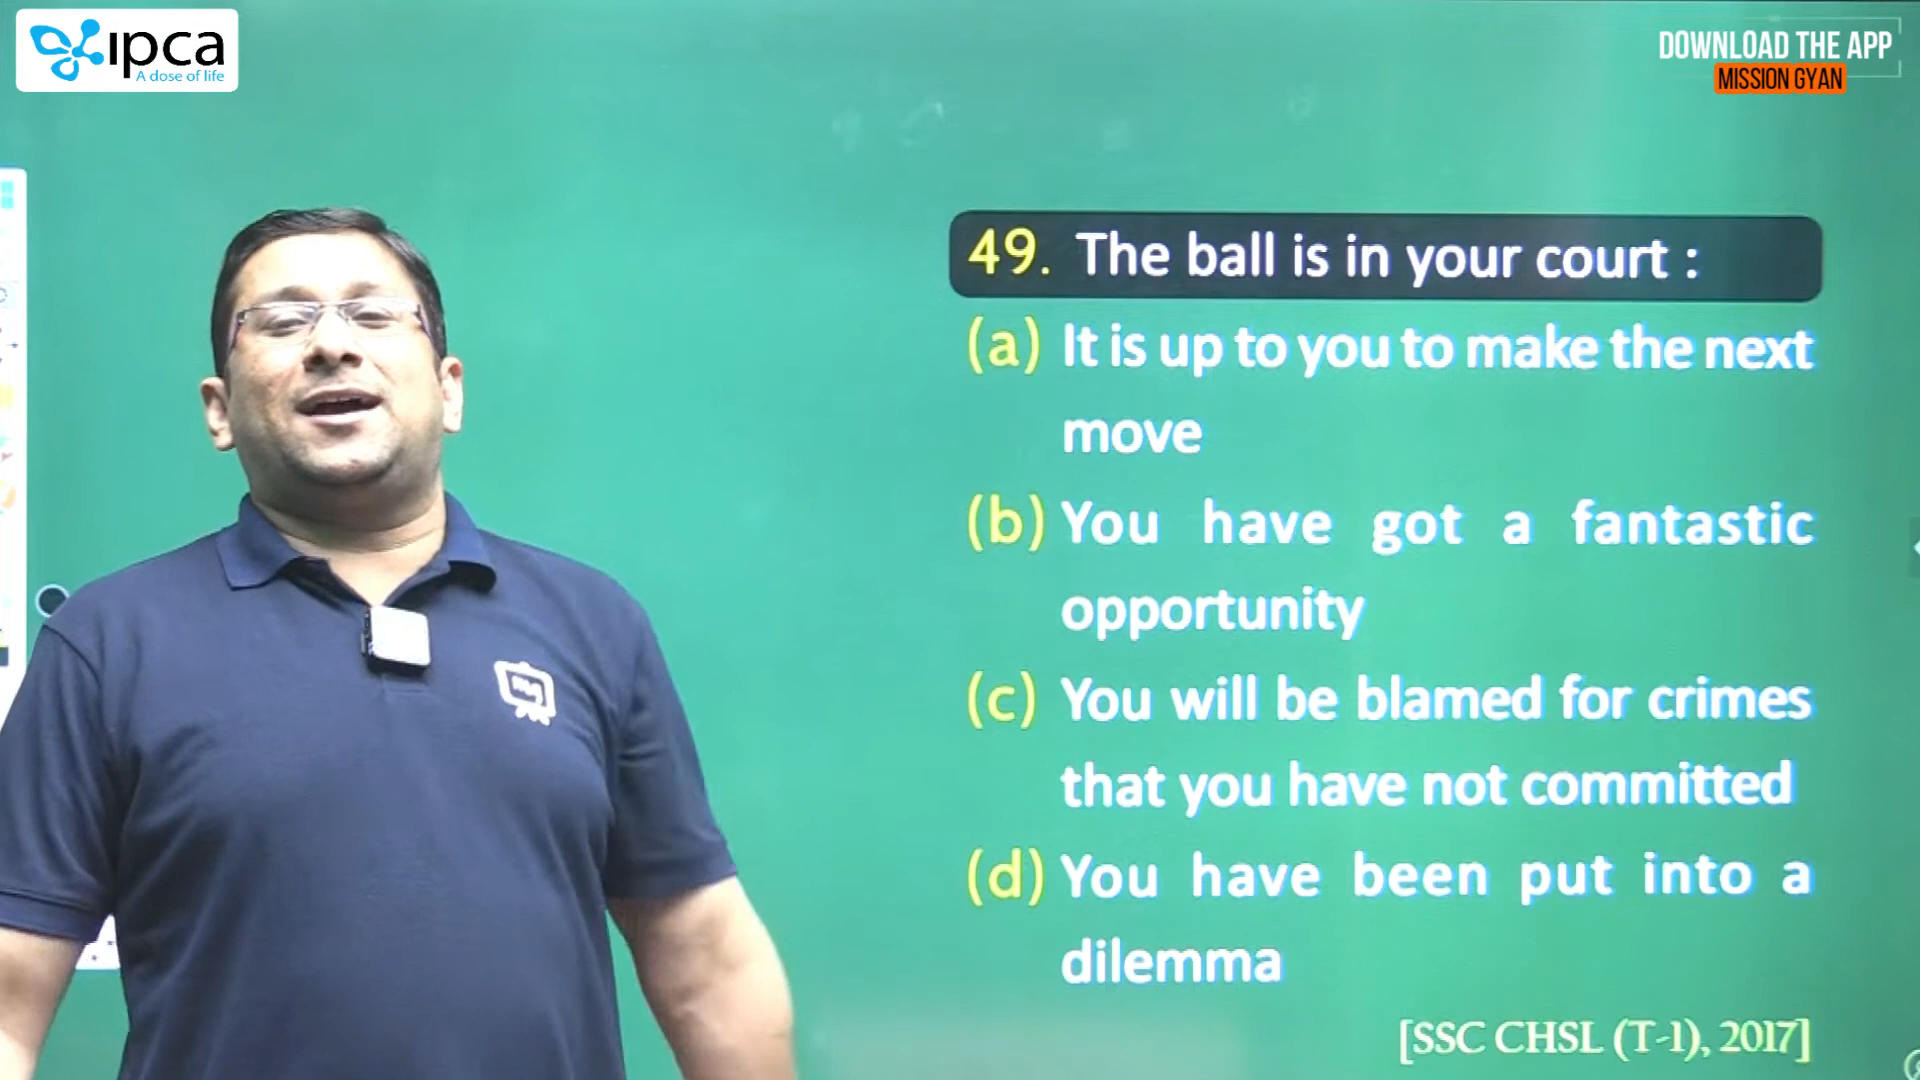 ipca
A dose of life
DOWNLOAD THE APP
MISSION GYAN
49. The ball is in your court :
(a) It is up to you to make the next
move
(b) You have got a fantastic
opportunity
(c) You will be blamed for crimes
that you have not committed
(d) You have been put into a
dilemma
[SSC CHSL (T-1), 2017]